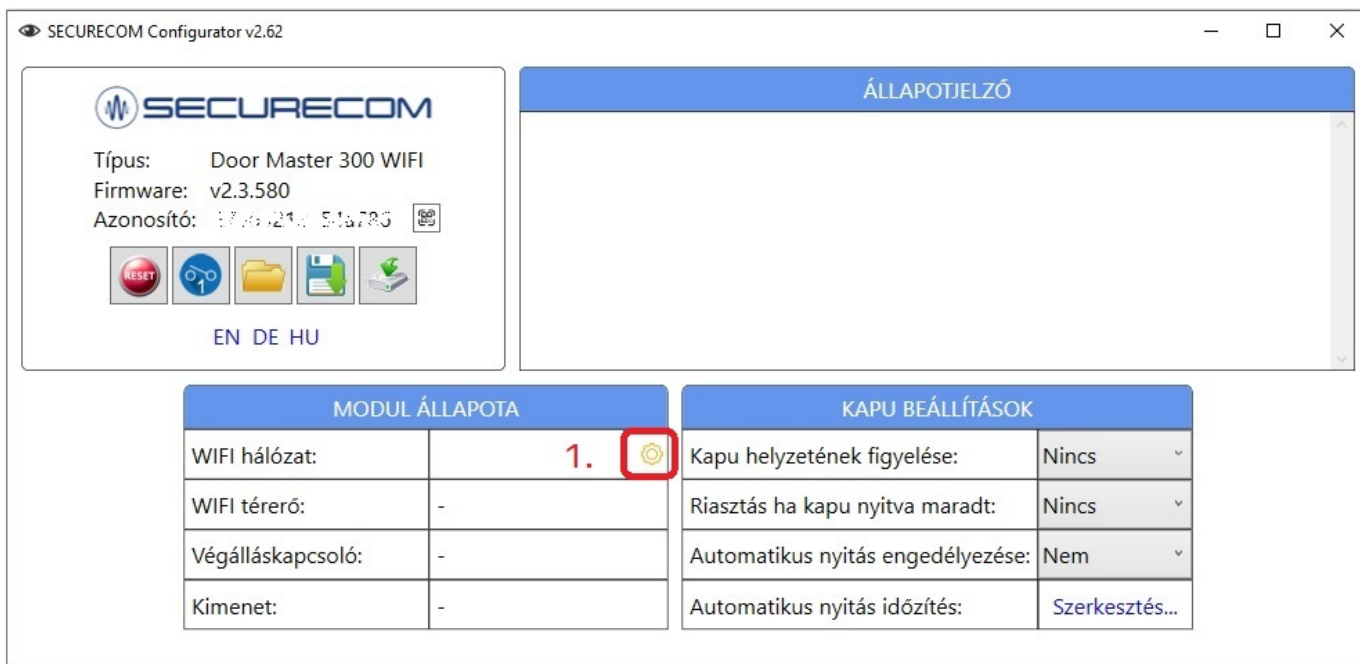 SECURECOM Configurator v2.62
SECURECOM
Típus: Door Master 300 WIFI
Firmware: v2.3.580
Azonosító:
RESET
1
EN DE HU
ÁLLAPOTJELZŐ
MODUL ÁLLAPOTA
WIFI hálózat: 1.
WIFI térerő: -
Végálláskapcsoló: -
Kimenet: -
KAPU BEÁLLÍTÁSOK
Kapu helyzetének figyelése: Nincs
Riasztás ha kapu nyitva maradt: Nincs
Automatikus nyitás engedélyezése: Nem
Automatikus nyitás időzítés: Szerkesztés...